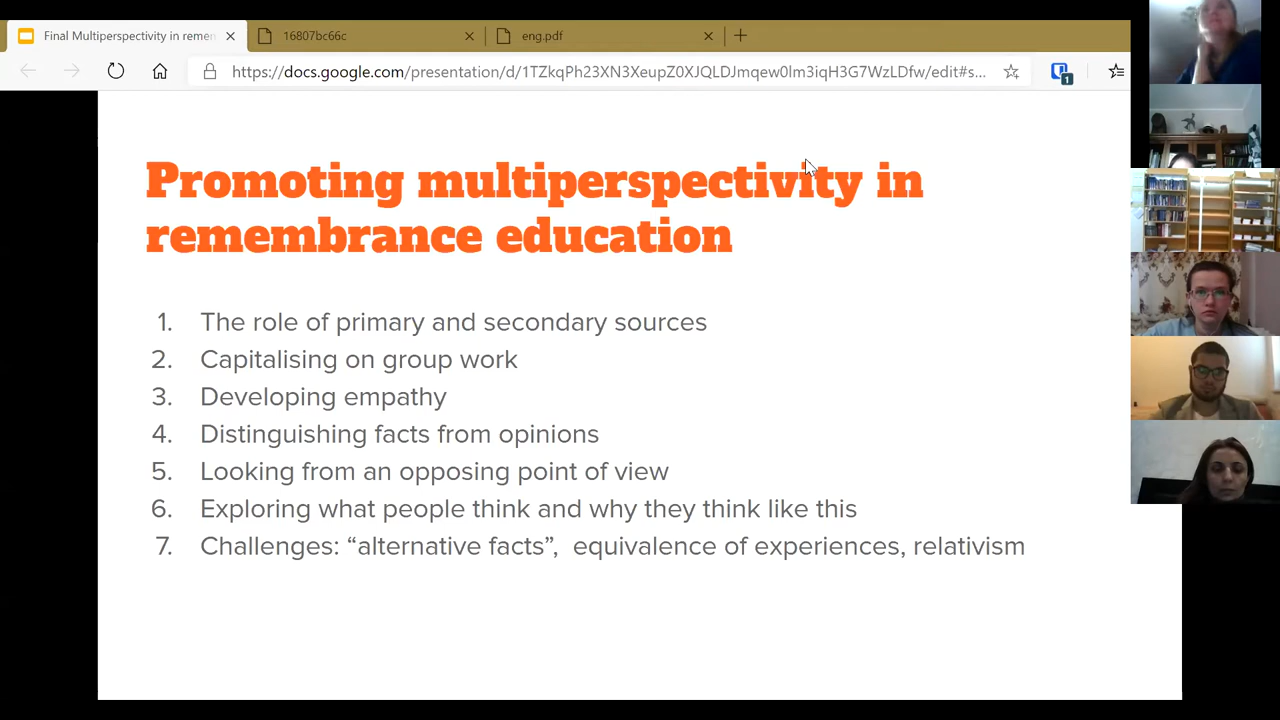 Final Multiperspectivity in remem
16807bc66c
eng.pdf
https://docs.google.com/presentation/d/1TZkqPh23XN3XeupZ0XJQLDJmqew0lm3iqH3G7WzLDfw/edit#s...
1
Promoting multiperspectivity in
remembrance education
1. The role of primary and secondary sources
2. Capitalising on group work
3. Developing empathy
4. Distinguishing facts from opinions
5. Looking from an opposing point of view
6. Exploring what people think and why they think like this
7. Challenges: “alternative facts”, equivalence of experiences, relativism